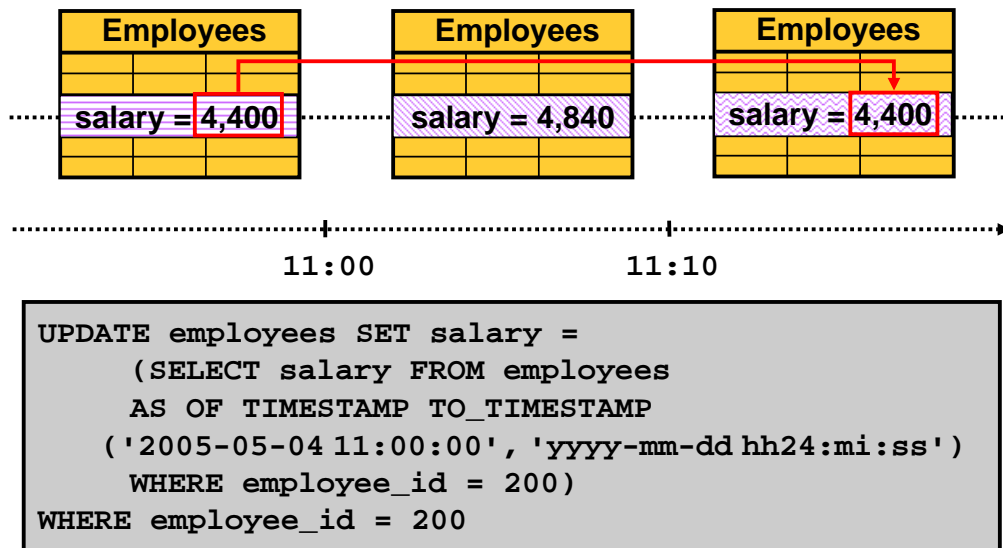 Employees
Employees
Employees
salary = 4,400
salary = 4,840
salary = 4,400
11:00
11:10
UPDATE employees SET salary =
(SELECT salary FROM employees
AS OF TIMESTAMP TO_TIMESTAMP
('2005-05-04 11:00:00', 'yyyy-mm-dd hh24:mi:ss')
WHERE employee_id = 200)
WHERE employee_id = 200